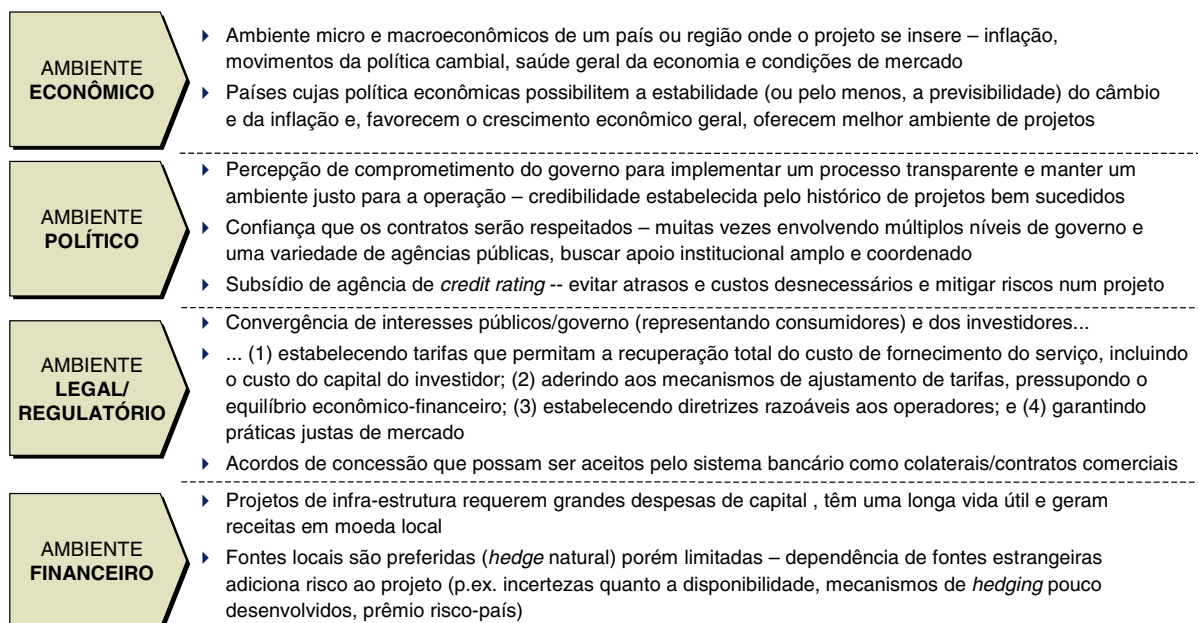 AMBIENTE
ECONÔMICO
Ambiente micro e macroeconômicos de um país ou região onde o projeto se insere – inflação,
movimentos da política cambial, saúde geral da economia e condições de mercado
Países cujas política econômicas possibilitem a estabilidade (ou pelo menos, a previsibilidade) do câmbio
e da inflação e, favorecem o crescimento econômico geral, oferecem melhor ambiente de projetos
AMBIENTE
POLÍTICO
Percepção de comprometimento do governo para implementar um processo transparente e manter um
ambiente justo para a operação – credibilidade estabelecida pelo histórico de projetos bem sucedidos
Confiança que os contratos serão respeitados – muitas vezes envolvendo múltiplos níveis de governo e
uma variedade de agências públicas, buscar apoio institucional amplo e coordenado
Subsídio de agência de credit rating -- evitar atrasos e custos desnecessários e mitigar riscos num projeto
AMBIENTE
LEGAL/
REGULATÓRIO
Convergência de interesses públicos/governo (representando consumidores) e dos investidores...
... (1) estabelecendo tarifas que permitam a recuperação total do custo de fornecimento do serviço, incluindo
o custo do capital do investidor; (2) aderindo aos mecanismos de ajustamento de tarifas, pressupondo o
equilíbrio econômico-financeiro; (3) estabelecendo diretrizes razoáveis aos operadores; e (4) garantindo
práticas justas de mercado
Acordos de concessão que possam ser aceitos pelo sistema bancário como colaterais/contratos comerciais
AMBIENTE
FINANCEIRO
Projetos de infra-estrutura requerem grandes despesas de capital , têm uma longa vida útil e geram
receitas em moeda local
Fontes locais são preferidas (hedge natural) porém limitadas – dependência de fontes estrangeiras
adiciona risco ao projeto (p.ex. incertezas quanto a disponibilidade, mecanismos de hedging pouco
desenvolvidos, prêmio risco-país)